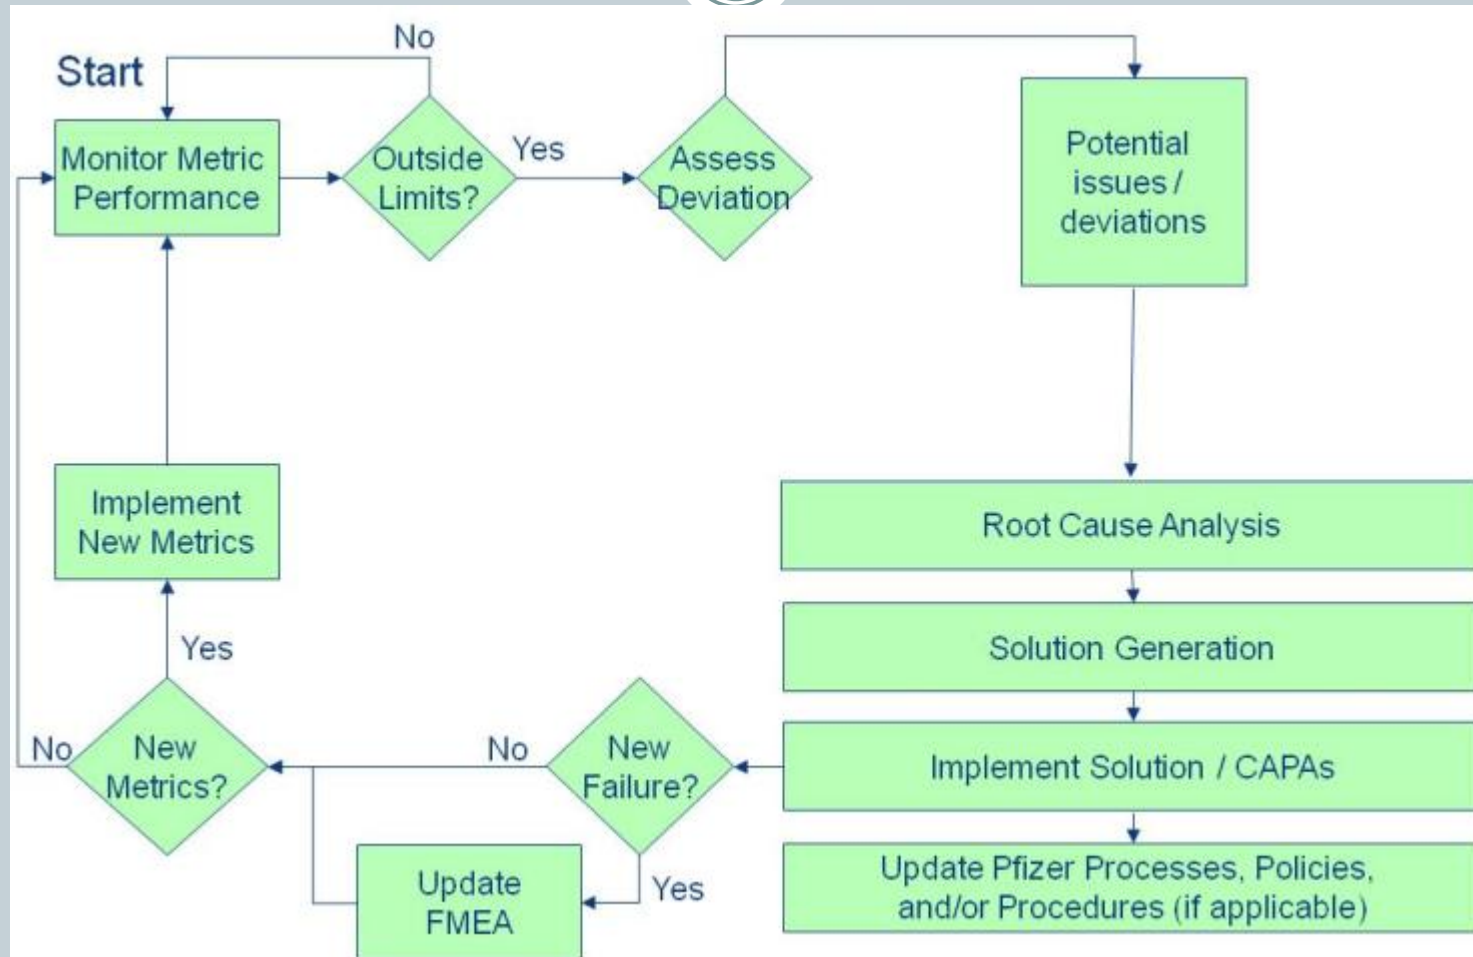 No
Start
Monitor Metric
Performance
Outside
Limits?
Yes
Assess
Deviation
Potential
issues /
deviations
Implement
New Metrics
Root Cause Analysis
Yes
Solution Generation
No
New
Metrics?
No
New
Failure?
Implement Solution / CAPAs
Update
FMEA
Yes
Update Pfizer Processes, Policies,
and/or Procedures (if applicable)